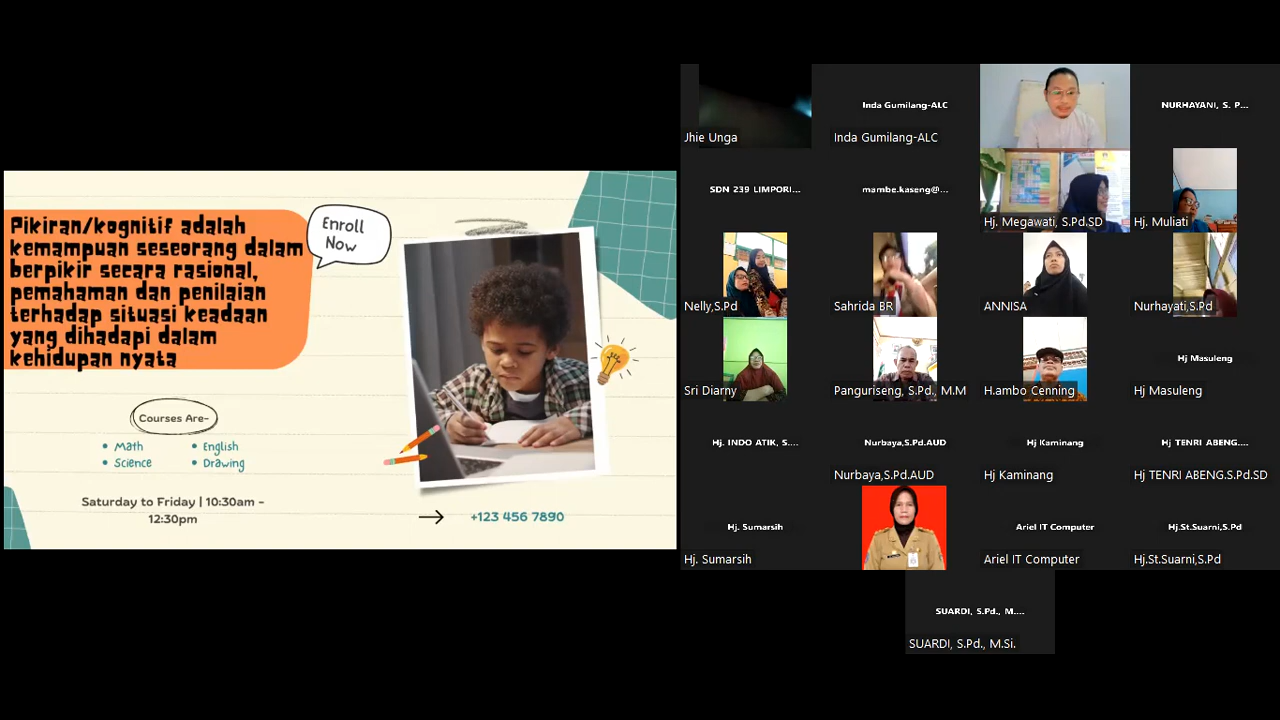 Pikiran/kognitif adalah
kemampuan seseorang dalam
berpikir secara rasional,
pemahaman dan penilaian
terhadap situasi keadaan
yang dihadapi dalam
kehidupan nyata
Enroll
Now
Courses Are-
Math
English
Science
Drawing
Saturday to Friday | 10:30am -
12:30pm
+123 456 7890
Jhie Unga
Inda Gumilang-ALC
Inda Gumilang-ALC
NURHAYANI, S. P...
SDN 239 LIMPORI...
mambe.kaseng@...
Hj. Megawati, S.Pd.SD
Hj. Muliati
Nelly,S.Pd
Sahrida BR
ANNISA
Nurhayati,S.Pd
Sri Diarny
Panguriseng, S.Pd., M.M
H.ambo Cenning
Hj Masuleng
Hj Masuleng
Hj. INDO ATIK, S....
Nurbaya,S.Pd.AUD
Nurbaya,S.Pd.AUD
Hj Kaminang
Hj Kaminang
Hj TENRI ABENG....
Hj TENRI ABENG.S.Pd.SD
Hj. Sumarsih
Hj. Sumarsih
Ariel IT Computer
Ariel IT Computer
Hj.St.Suarni,S.Pd
Hj.St.Suarni,S.Pd
SUARDI, S.Pd., M....
SUARDI, S.Pd., M.Si.